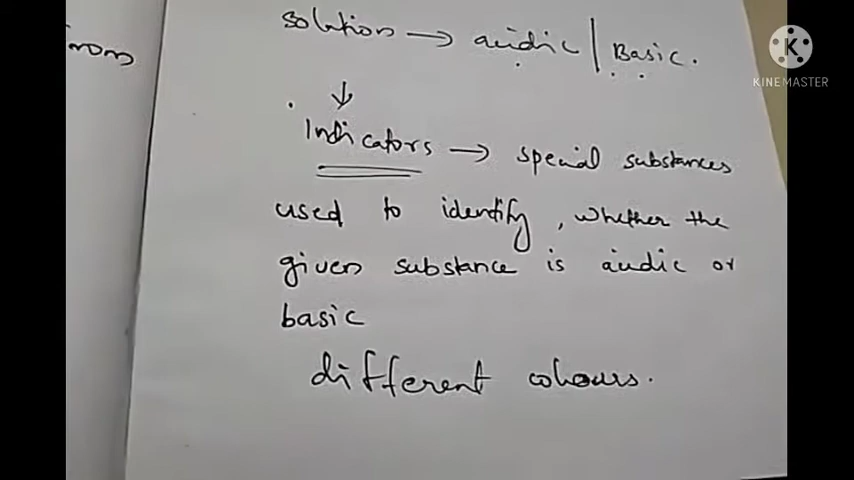 solution → acidic | Basic.
↓
Indicators → special substances
used to identify, whether the
given substance is acidic or
basic
different colours.
K
KINEMASTER